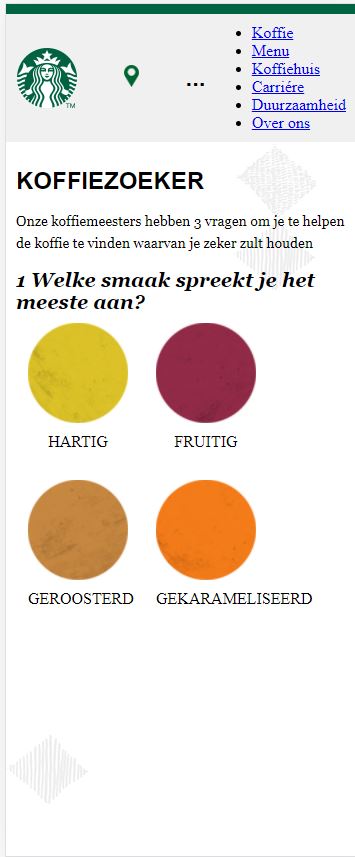 TM
...
Koffie
Menu
Koffiehuis
Carriére
Duurzaamheid
Over ons
KOFFIEZOEKER
Onze koffiemeesters hebben 3 vragen om je te helpen
de koffie te vinden waarvan je zeker zult houden
1 Welke smaak spreekt je het
meeste aan?
HARTIG
FRUITIG
GEROOSTERD
GEKARAMELISEERD